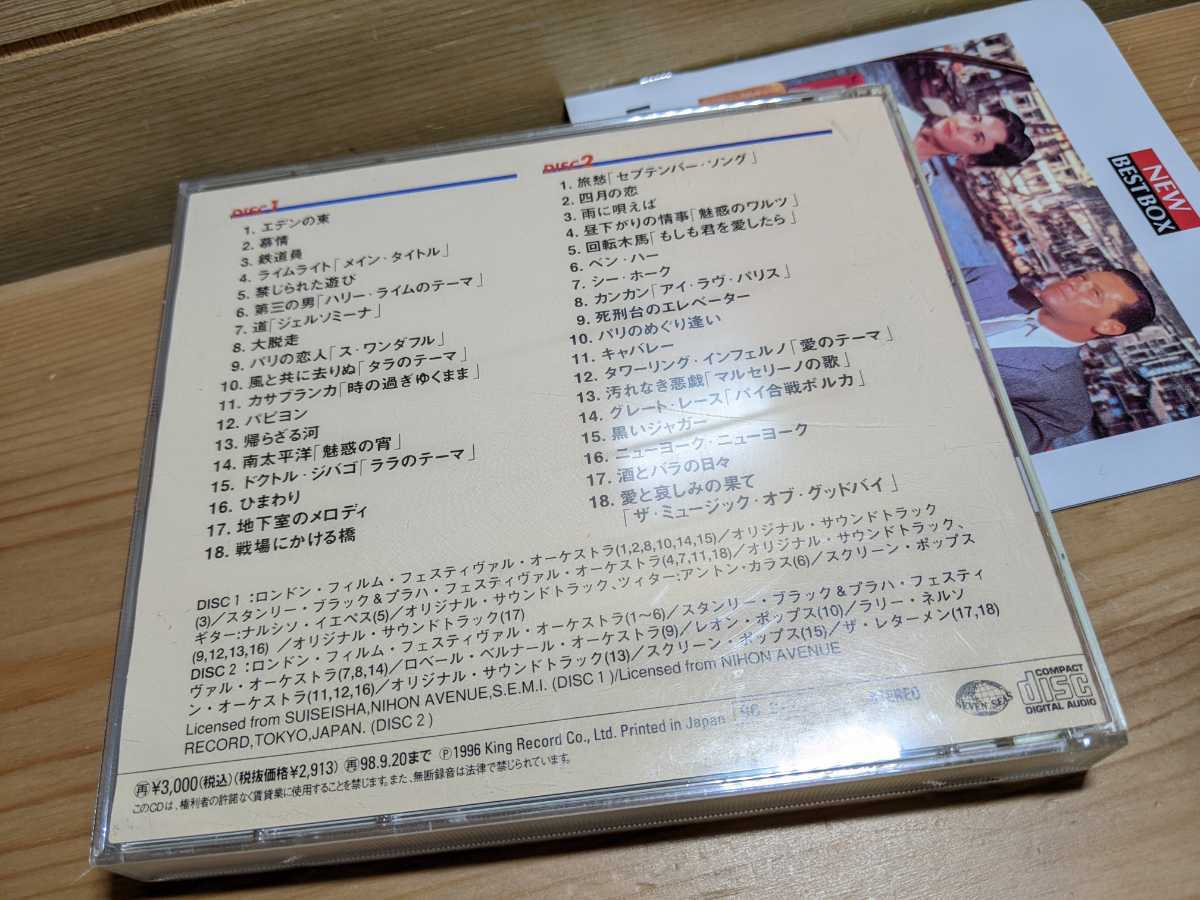 DISC 1
1. エデンの東
2. 慕情
3. 鉄道員
4. ライムライト「メイン・タイトル」
5. 禁じられた遊び
6. 第三の男「ハリー・ライムのテーマ」
7. 道「ジェルソミーナ」
8. 大脱走
9. パリの恋人「ス・ワンダフル」
10. 風と共に去りぬ「タラのテーマ」
11. カサブランカ「時の過ぎゆくまま」
12. パピヨン
13. 帰らざる河
14. 南太平洋「魅惑の宵」
15. ドクトル・ジバゴ「ララのテーマ」
16. ひまわり
17. 地下室のメロディ
18. 戦場にかける橋
DISC 2
1. 旅愁「セプテンバー・ソング」
2. 四月の恋
3. 雨に唄えば
4. 昼下がりの情事「魅惑のワルツ」
5. 回転木馬「もしも君を愛したら」
6. ベン・ハー
7. シー・ホーク
8. カンカン「アイ・ラヴ・パリス」
9. 死刑台のエレベーター
10. パリのめぐり逢い
11. キャバレー
12. タワーリング・インフェルノ「愛のテーマ」
13. 汚れなき悪戯「マルセリーノの歌」
14. グレート・レース「パイ合戦ポルカ」
15. 黒いジャガー
16. ニューヨーク・ニューヨーク
17. 酒とバラの日々
18. 愛と哀しみの果て
「ザ・ミュージック・オブ・グッドバイ」
DISC 1 :ロンドン・フィルム・フェスティヴァル・オーケストラ(1,2,8,10,14,15)／オリジナル・サウンドトラック
(3)／スタンリー・ブラック&プラハ・フェスティヴァル・オーケストラ(4,7,11,18)／オリジナル・サウンドトラック、
ギター:ナルシソ・イエペス(5)／オリジナル・サウンドトラック、ツィター:アントン・カラス(6)／スクリーン・ポップス
(9,12,13,16)／オリジナル・サウンドトラック(17)
DISC 2 :ロンドン・フィルム・フェスティヴァル・オーケストラ(1~6)／スタンリー・ブラック&プラハ・フェスティ
ヴァル・オーケストラ(7,8,14)／ロベール・ベルナール・オーケストラ(9)／レオン・ポップス(10)／ラリー・ネルソ
ン・オーケストラ(11,12,16)／オリジナル・サウンドトラック(13)／スクリーン・ポップス(15)／ザ・レターメン(17,18)
Licensed from SUISEISHA,NIHON AVENUE,S.E.M.I. (DISC 1)/Licensed from NIHON AVENUE
RECORD,TOKYO,JAPAN. (DISC 2)
再¥3,000(税込)(税抜価格¥2,913) 再98.9.20まで Ⓟ1996 King Record Co., Ltd. Printed in Japan STEREO
このCDは、権利者の許諾なく賃貸業に使用することを禁じます。また、無断録音は法律で禁じられています。
SEVEN SEAS
COMPACT
disc
DIGITAL AUDIO
NEW
BEST BOX